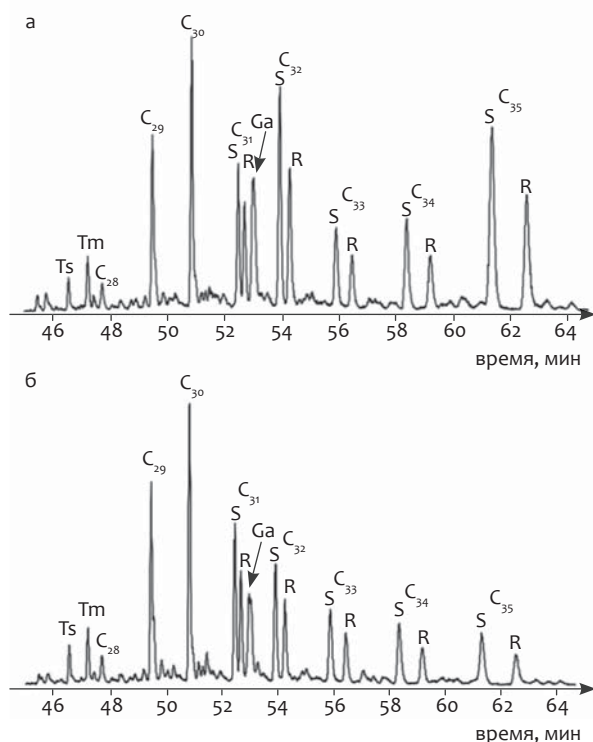 а
C₃₀
C₃₂
S
C₂₉
C₃₁
Ga
S
R
R
C₃₅
S
R
Ts
Tm
C₂₈
C₃₃
S
R
C₃₄
S
R
46 48 50 52 54 56 58 60 62 64
время, мин
б
C₃₀
C₂₉
C₃₁
S
Ga
R
C₃₂
S
R
Ts
Tm
C₂₈
C₃₃
S
R
C₃₄
S
R
C₃₅
S
R
46 48 50 52 54 56 58 60 62 64
время, мин